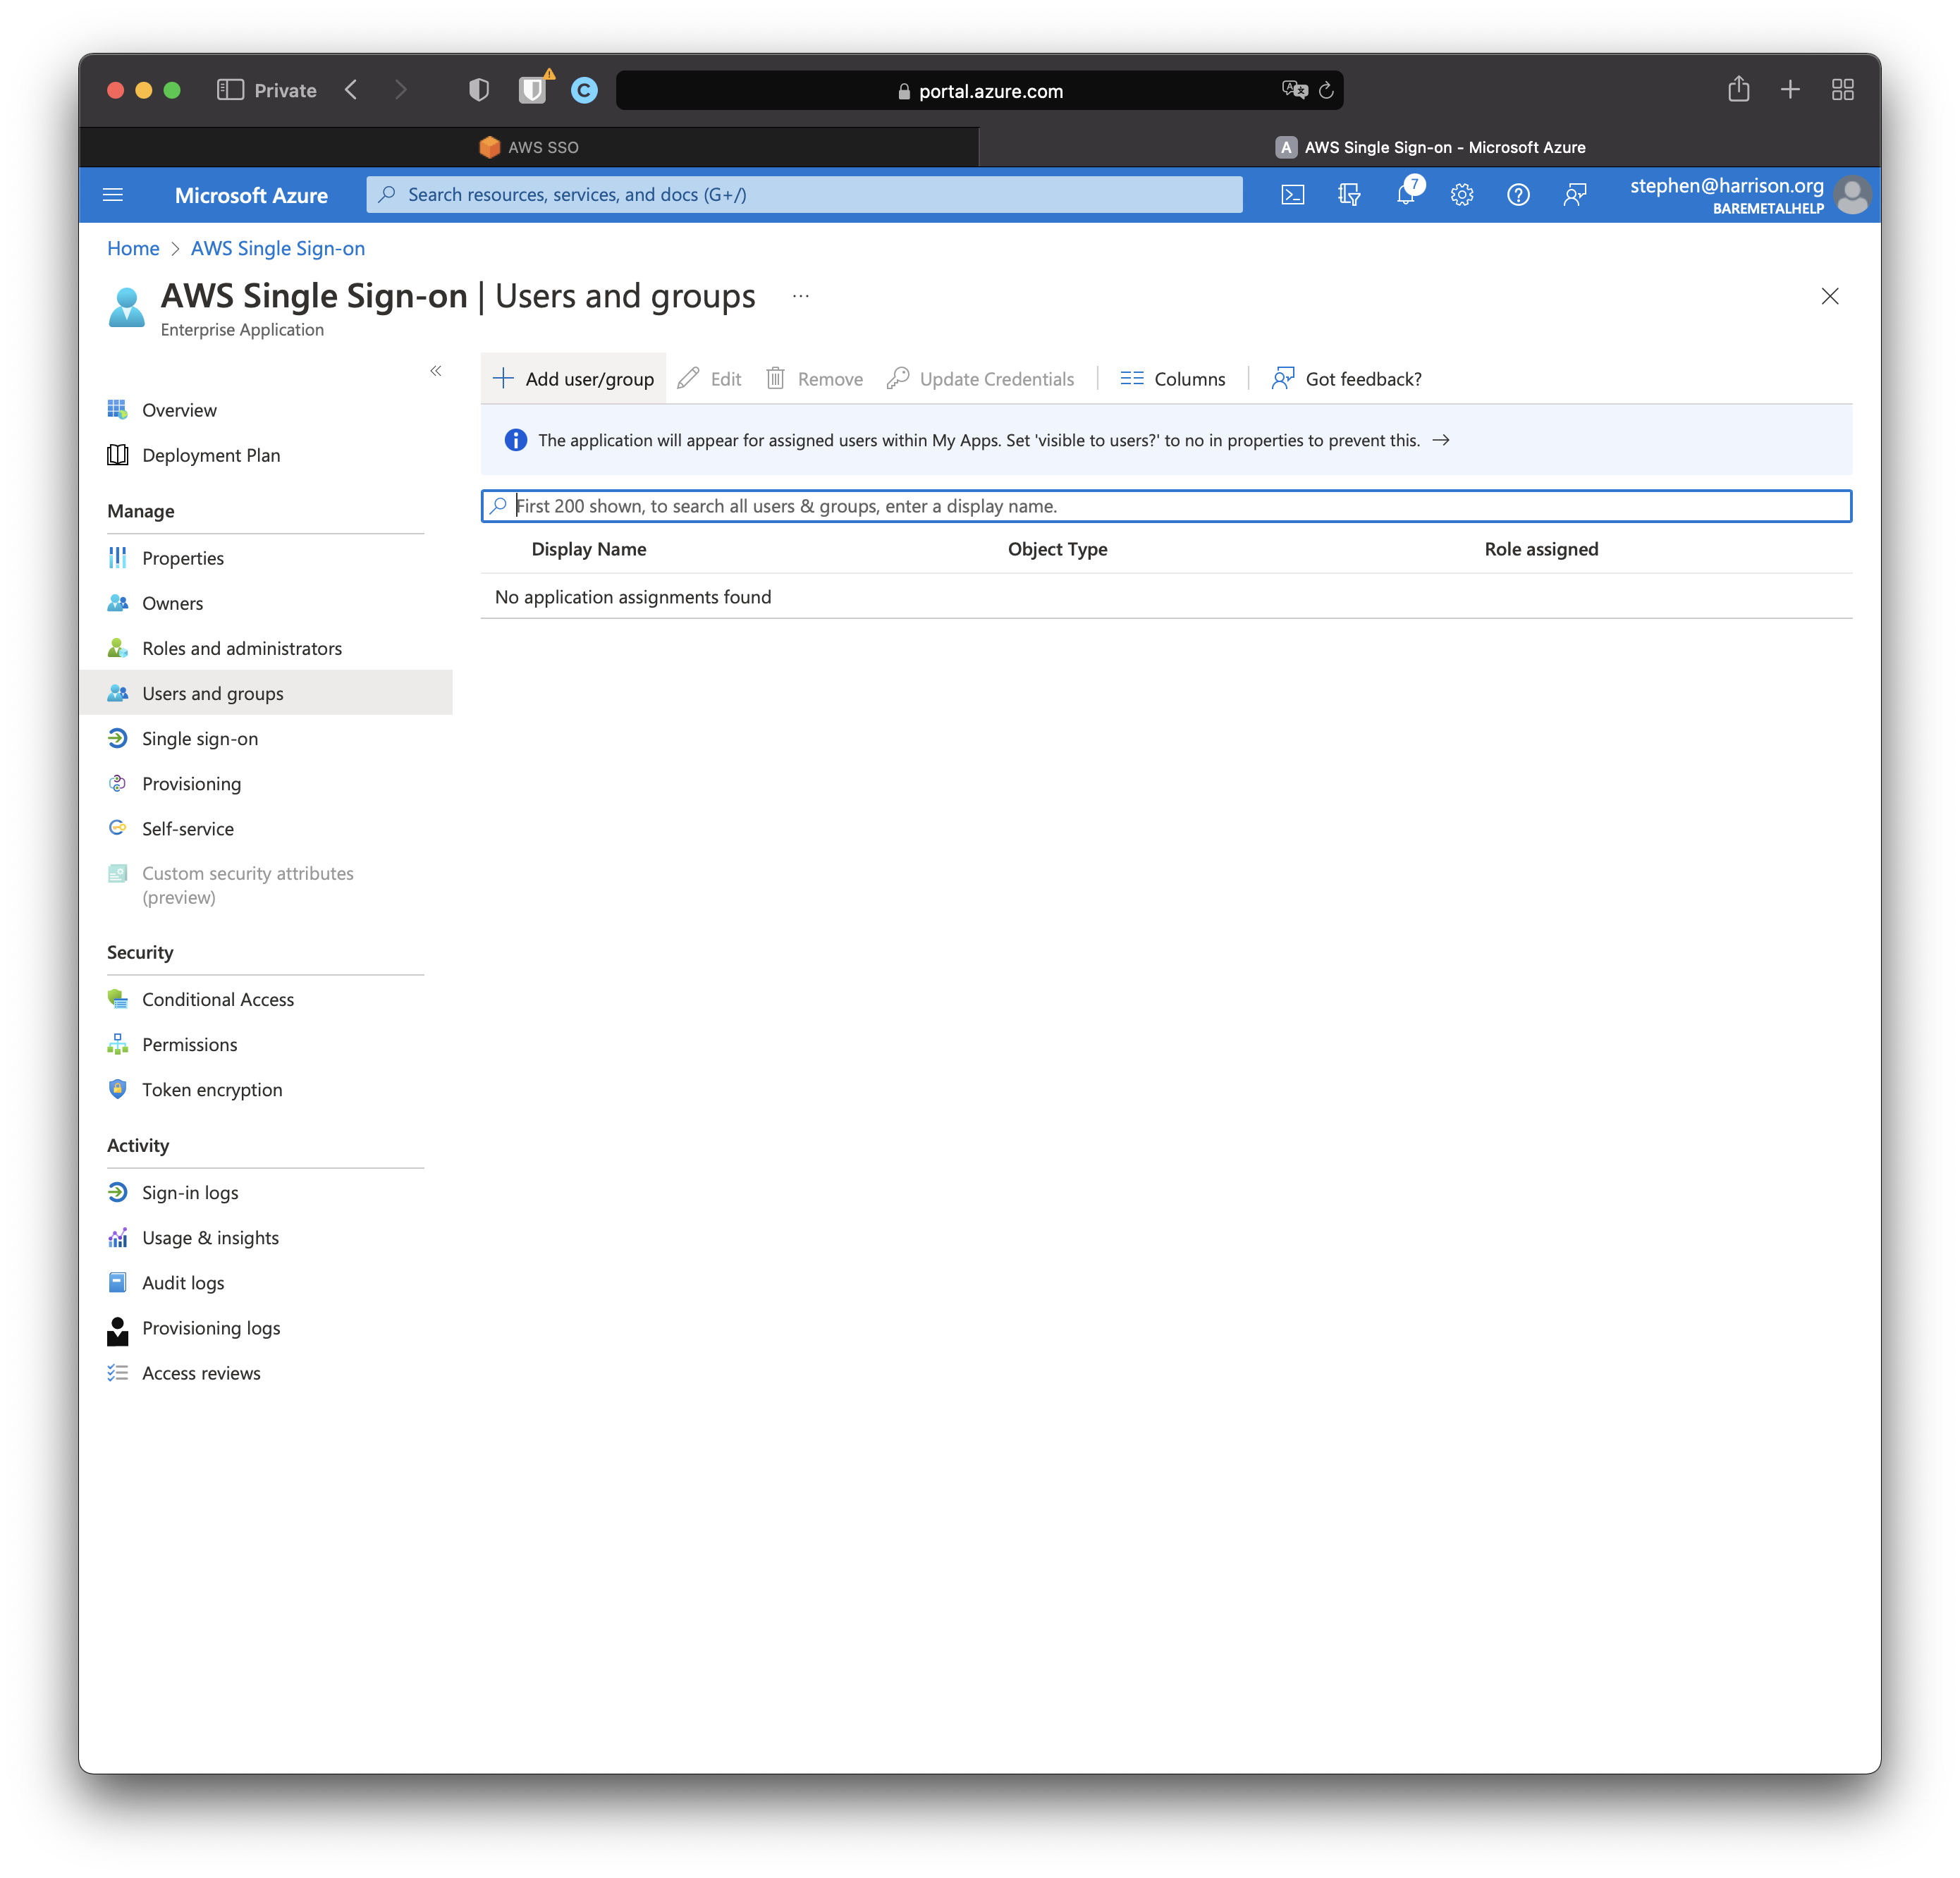 Private
C
portal.azure.com
AWS SSO
A AWS Single Sign-on - Microsoft Azure
Microsoft Azure
Search resources, services, and docs (G+/)
7
stephen@harrison.org
BAREMETALHELP
Home > AWS Single Sign-on
AWS Single Sign-on | Users and groups ...
Enterprise Application
«
Overview
Deployment Plan
Manage
Properties
Owners
Roles and administrators
Users and groups
Single sign-on
Provisioning
Self-service
Custom security attributes
(preview)
Security
Conditional Access
Permissions
Token encryption
Activity
Sign-in logs
Usage & insights
Audit logs
Provisioning logs
Access reviews
Add user/group Edit Remove Update Credentials Columns Got feedback?
The application will appear for assigned users within My Apps. Set 'visible to users?' to no in properties to prevent this. →
First 200 shown, to search all users & groups, enter a display name.
Display Name Object Type Role assigned
No application assignments found